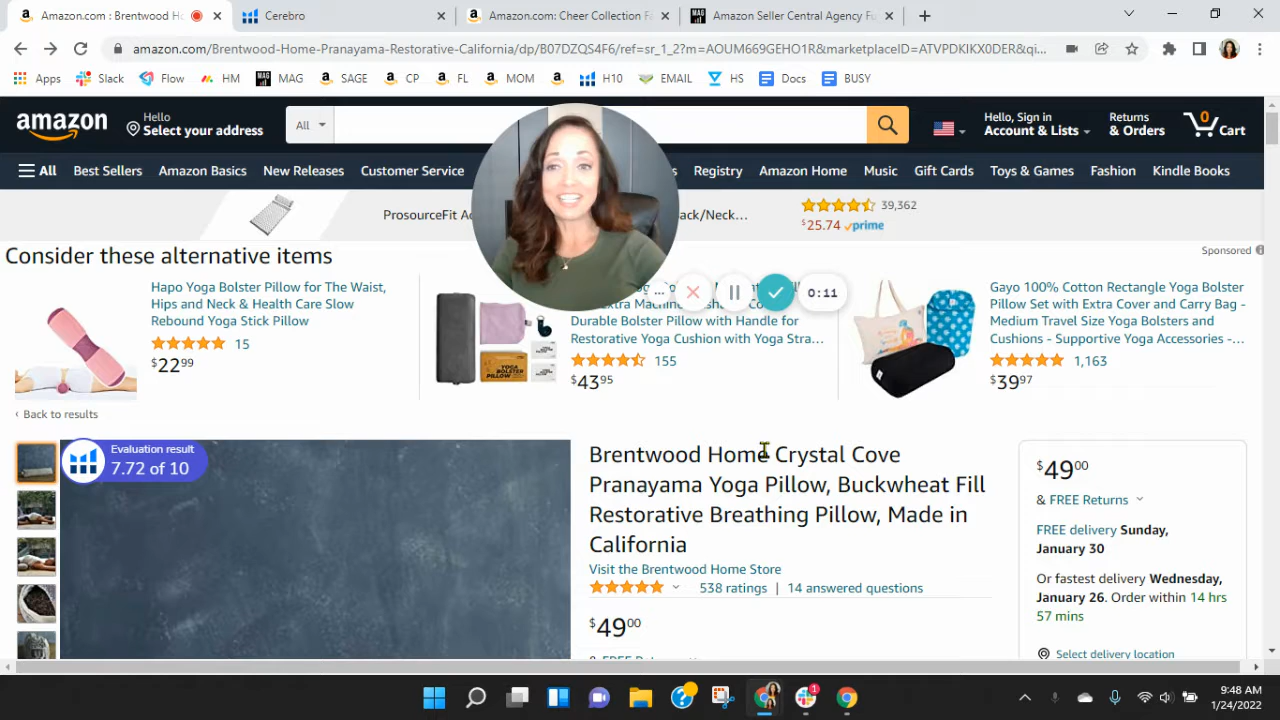 Amazon.com : Brentwood H
Cerebro
Amazon.com: Cheer Collection F
MAG
Amazon Seller Central Agency Fu
amazon.com/Brentwood-Home-Pranayama-Restorative-California/dp/B07DZQS4F6/ref=sr_1_2?m=AOUM669GEHO1R&marketplaceID=ATVPDKIKX0DER&qi...
Apps
Slack
Flow
HM
MAG
SAGE
CP
FL
MOM
H10
EMAIL
HS
Docs
BUSY
amazon
Hello
Select your address
All
Hello, Sign in
Account & Lists
Returns
& Orders
0
Cart
All
Best Sellers
Amazon Basics
New Releases
Customer Service
Registry
Amazon Home
Music
Gift Cards
Toys & Games
Fashion
Kindle Books
ProsourceFit
ack/Neck...
39,362
$25.74 prime
Consider these alternative items
Sponsored
Hapo Yoga Bolster Pillow for The Waist,
Hips and Neck & Health Care Slow
Rebound Yoga Stick Pillow
15
$22.99
0:11
Durable Bolster Pillow with Handle for
Restorative Yoga Cushion with Yoga Stra...
155
$43.95
YOGA
BOLSTER
PILLOW
Gayo 100% Cotton Rectangle Yoga Bolster
Pillow Set with Extra Cover and Carry Bag -
Medium Travel Size Yoga Bolsters and
Cushions - Supportive Yoga Accessories -...
1,163
$39.97
‹ Back to results
Evaluation result
7.72 of 10
Brentwood Home Crystal Cove
Pranayama Yoga Pillow, Buckwheat Fill
Restorative Breathing Pillow, Made in
California
Visit the Brentwood Home Store
538 ratings | 14 answered questions
$49.00
$49.00
& FREE Returns
FREE delivery Sunday,
January 30
Or fastest delivery Wednesday,
January 26. Order within 14 hrs
57 mins
Select delivery location
1
9:48 AM
1/24/2022